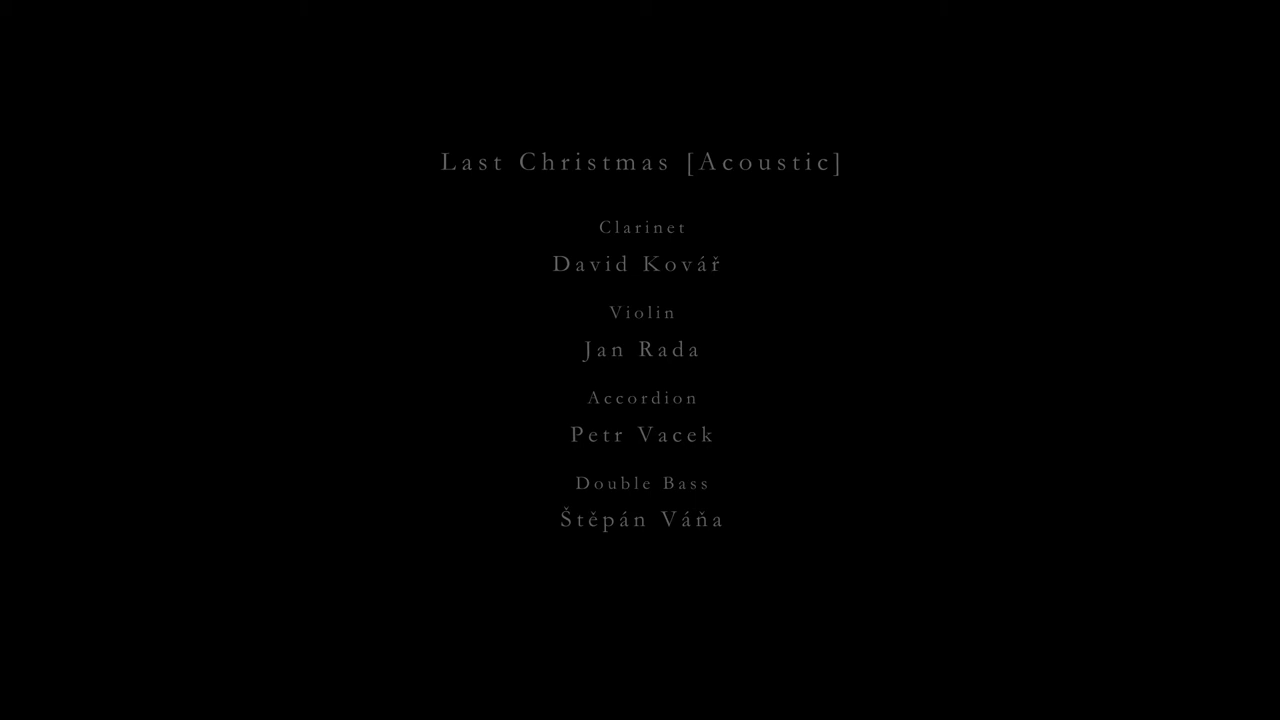 Last Christmas [Acoustic]
Clarinet
David Kovář
Violin
Jan Rada
Accordion
Petr Vacek
Double Bass
Štěpán Váňa